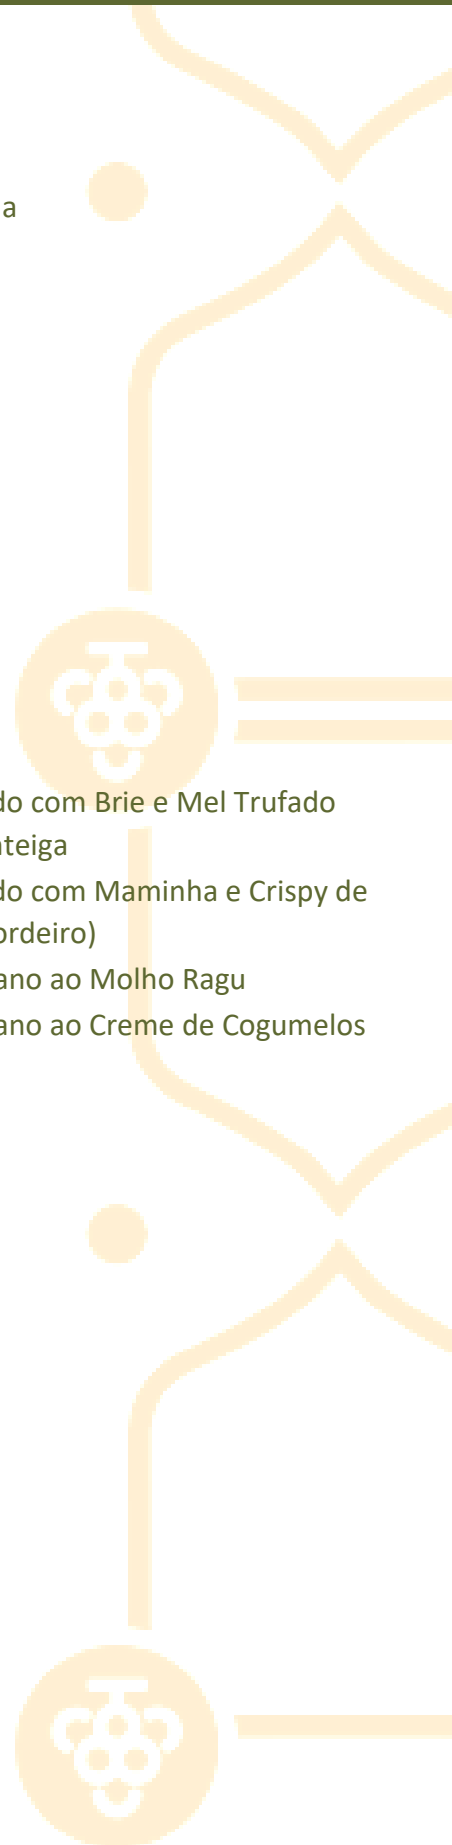 a
do com Brie e Mel Trufado
teiga
do com Maminha e Crispy de
ordeiro)
ano ao Molho Ragu
ano ao Creme de Cogumelos